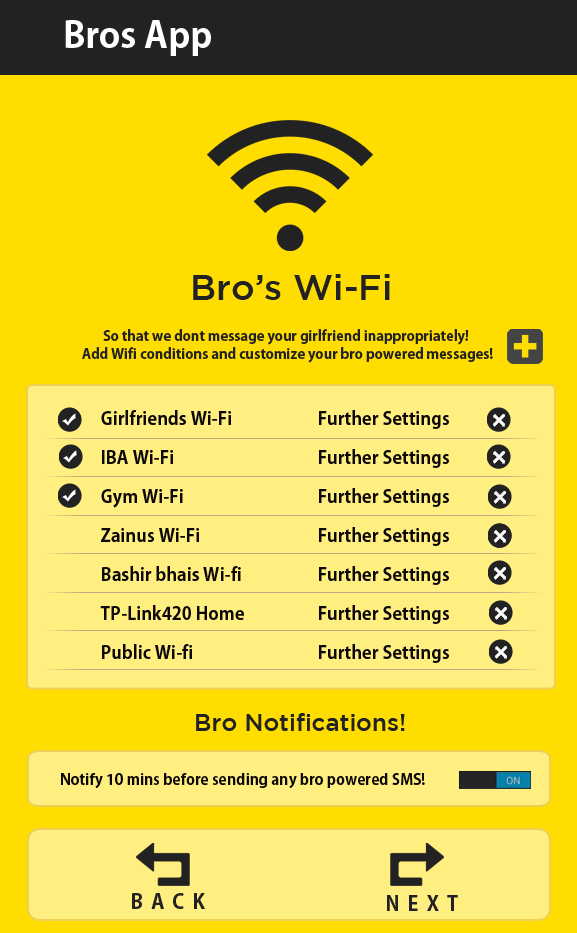 Bros App
Bro's Wi-Fi
So that we dont message your girlfriend inappropriately!
Add Wifi conditions and customize your bro powered messages!
Girlfriends Wi-Fi Further Settings
IBA Wi-Fi Further Settings
Gym Wi-Fi Further Settings
Zainus Wi-Fi Further Settings
Bashir bhais Wi-fi Further Settings
TP-Link420 Home Further Settings
Public Wi-fi Further Settings
Bro Notifications!
Notify 10 mins before sending any bro powered SMS! ON
BACK NEXT